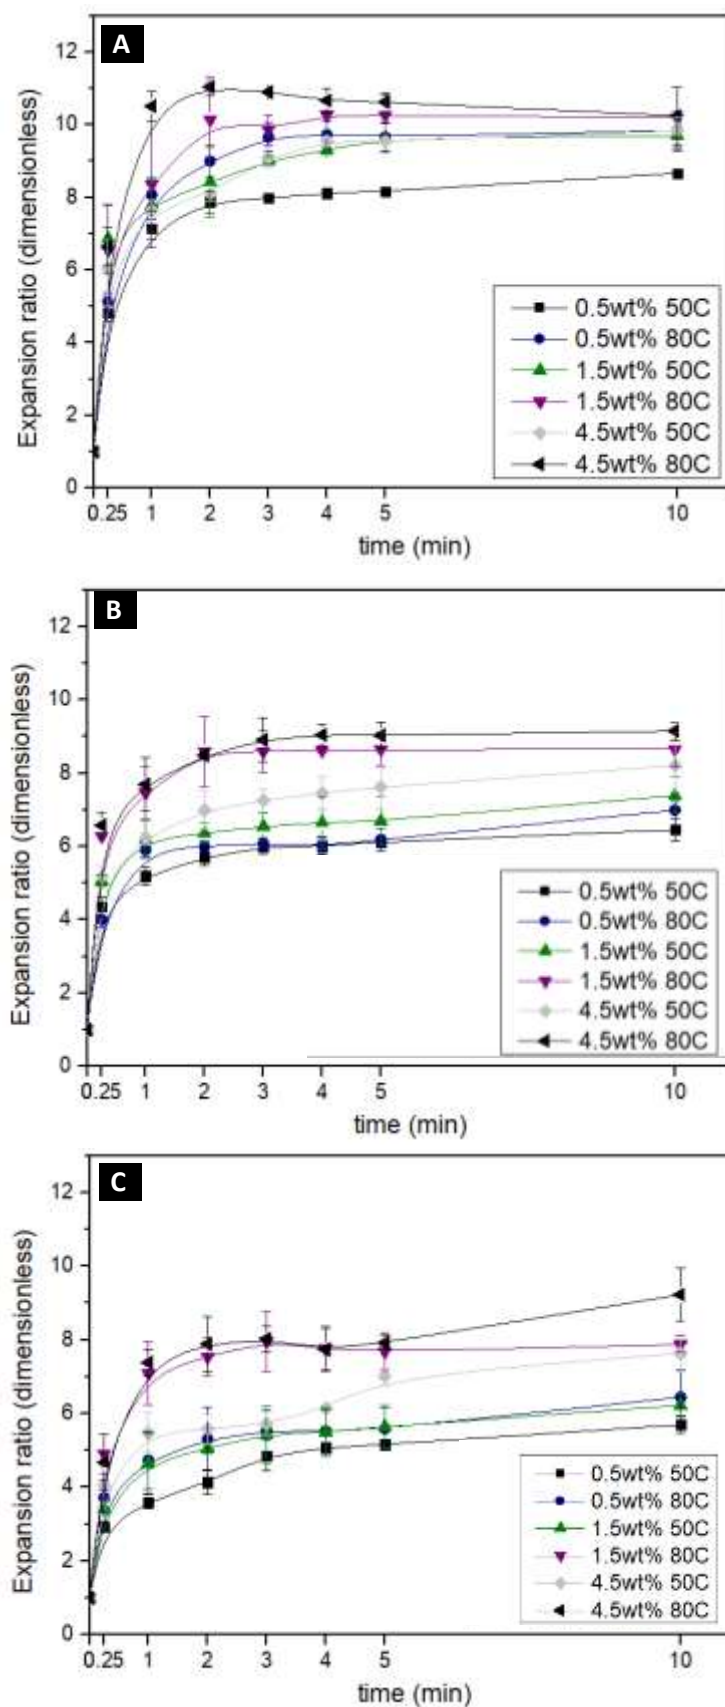 A
12
10
8
6
4
2
0
Expansion ratio (dimensionless)
0.5wt% 50C
0.5wt% 80C
1.5wt% 50C
1.5wt% 80C
4.5wt% 50C
4.5wt% 80C
0.25 1 2 3 4 5 10
time (min)
B
12
10
8
6
4
2
0
Expansion ratio (dimensionless)
0.5wt% 50C
0.5wt% 80C
1.5wt% 50C
1.5wt% 80C
4.5wt% 50C
4.5wt% 80C
0.25 1 2 3 4 5 10
time (min)
C
12
10
8
6
4
2
0
Expansion ratio (dimensionless)
0.5wt% 50C
0.5wt% 80C
1.5wt% 50C
1.5wt% 80C
4.5wt% 50C
4.5wt% 80C
0.25 1 2 3 4 5 10
time (min)